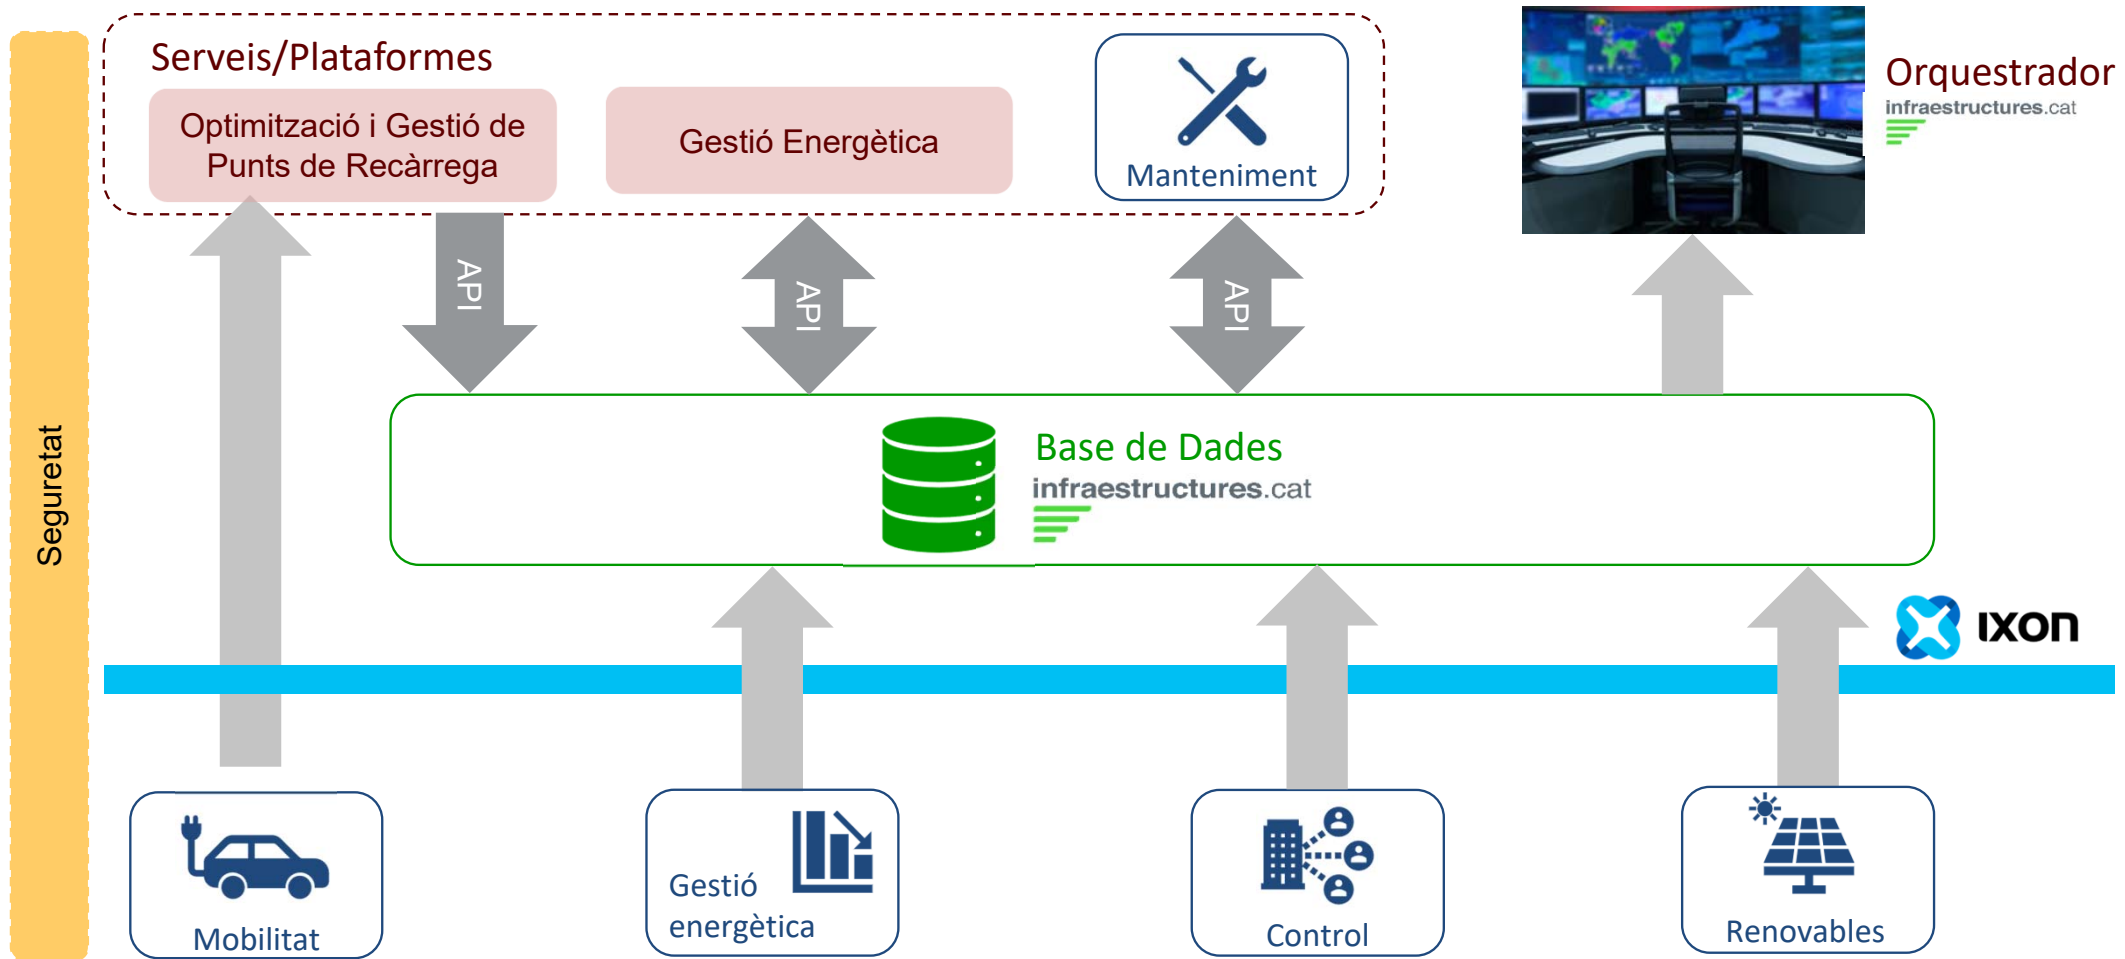 Serveis/Plataformes
Optimització i Gestió de
Punts de Recàrrega
Gestió Energètica
Manteniment
Orquestrador
infraestructures.cat
API
API
API
Seguretat
Base de Dades
infraestructures.cat
IXON
Mobilitat
Gestió
energètica
Control
Renovables